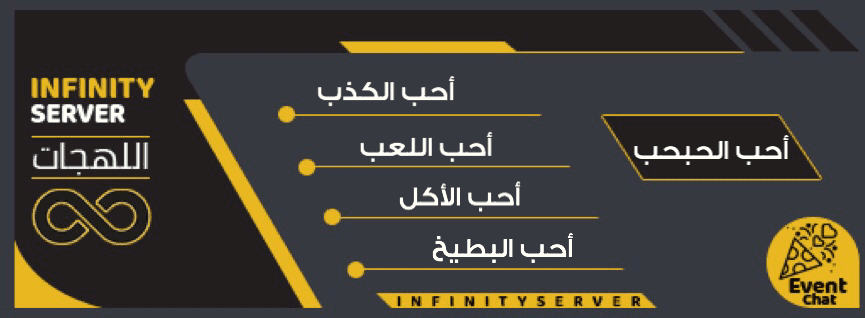 INFINITY
SERVER
اللهجات
أحب الحبحب
أحب الكذب
أحب اللعب
أحب الأكل
أحب البطيخ
INFINITYSERVER
Event
Chat